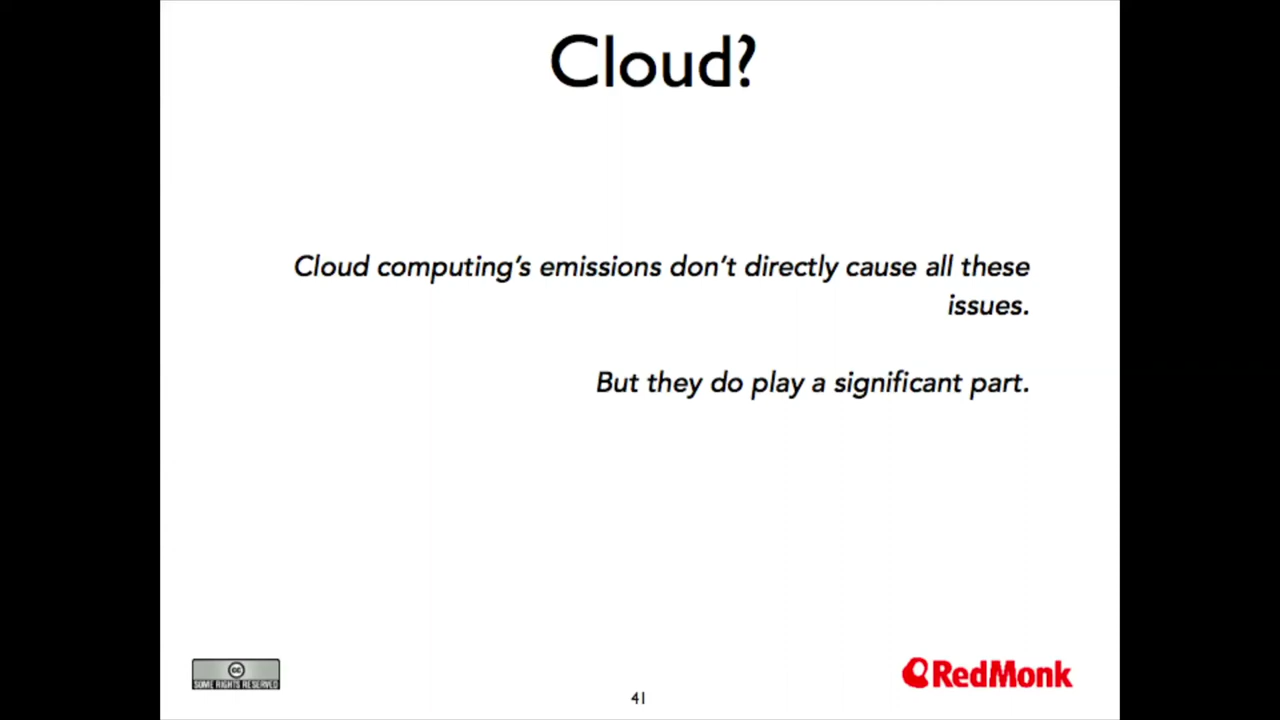 Cloud?
Cloud computing's emissions don't directly cause all these
issues.
But they do play a significant part.
cc
SOME RIGHTS RESERVED
RedMonk
41